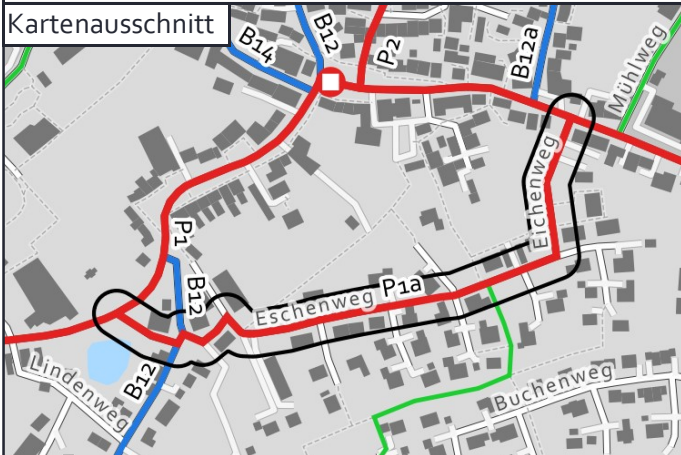 Kartenausschnitt
B14
B12
P2
B12a
Mühlweg
Eichenweg
P1
B12
Eschenweg
P1a
Lindenweg
B12
Buchenweg